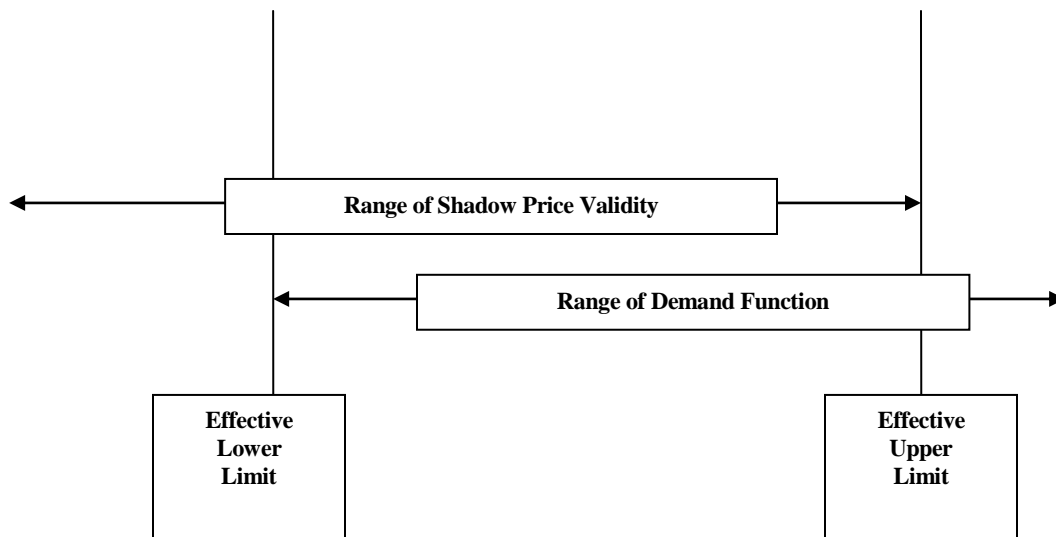 Range of Shadow Price Validity
Range of Demand Function
Effective
Lower
Limit
Effective
Upper
Limit